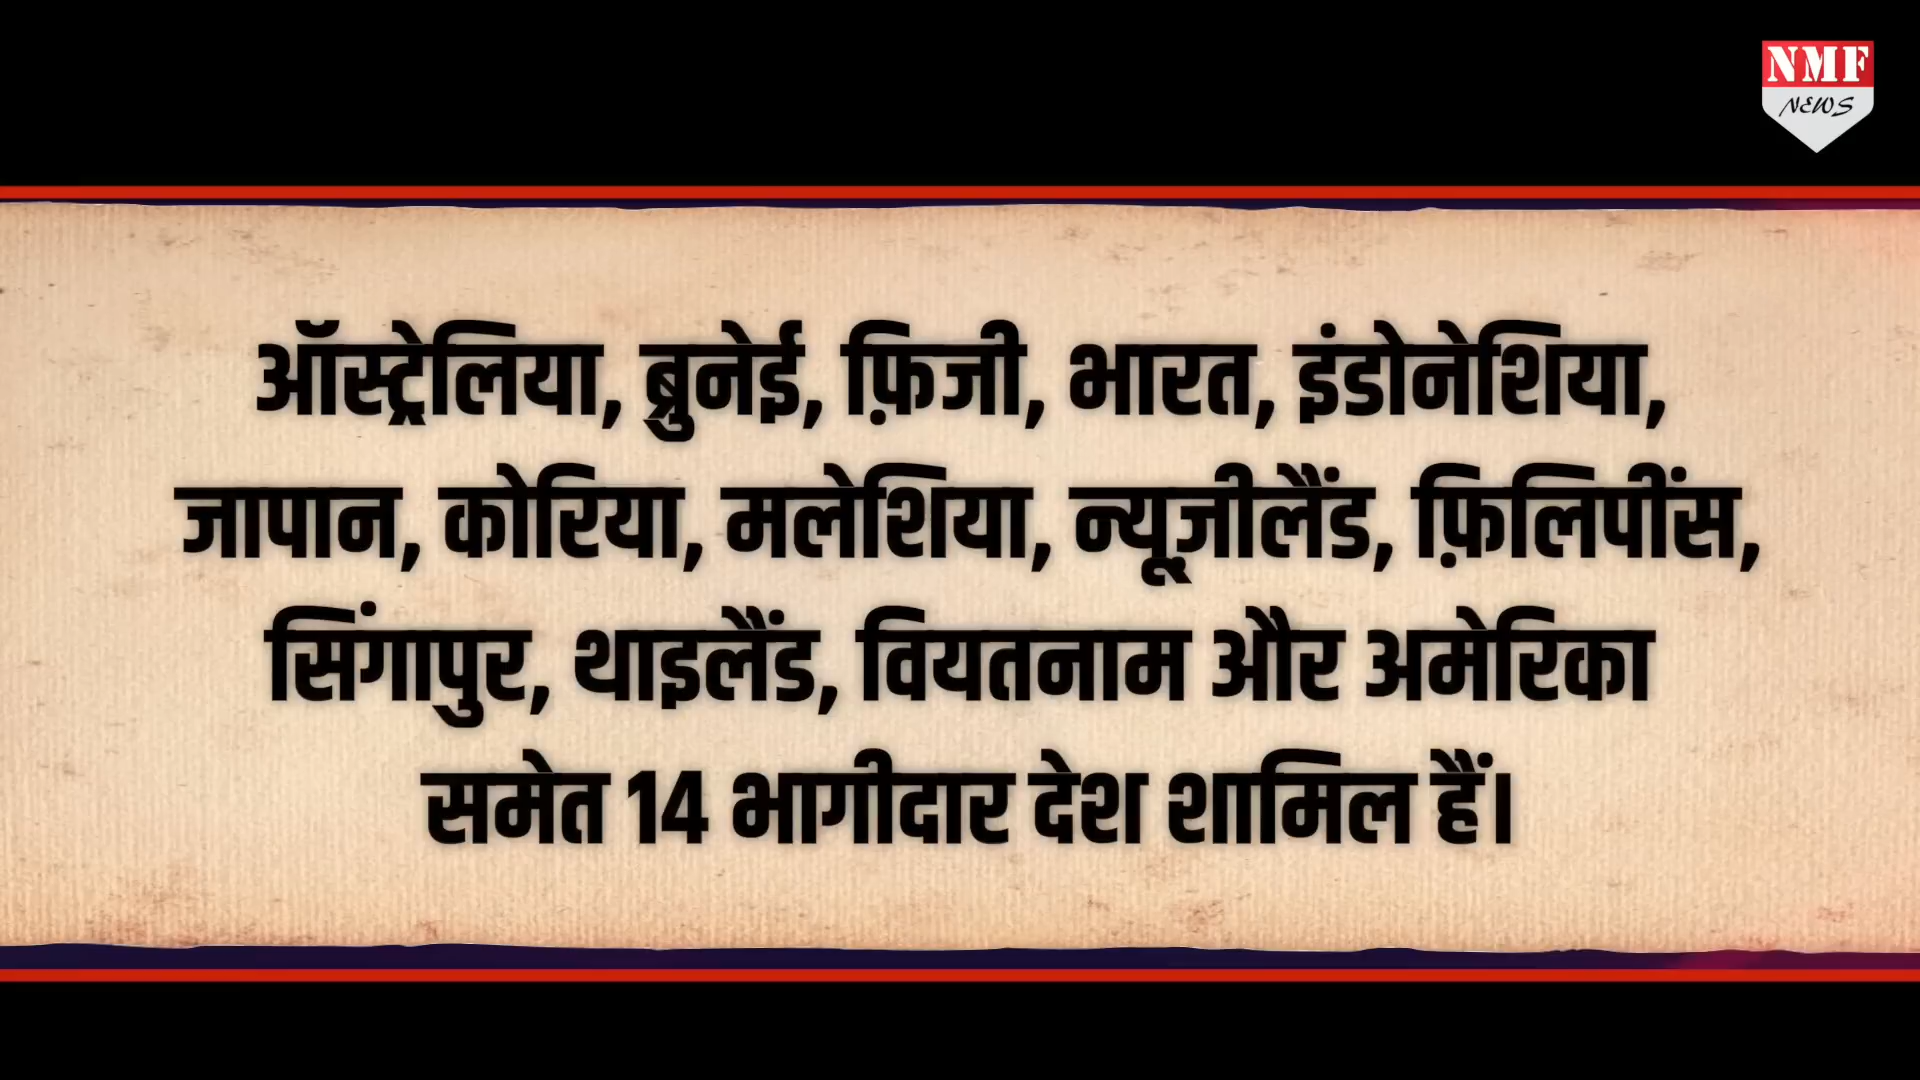 NMF
NEWS
ऑस्ट्रेलिया, ब्रुनेई, फ़िजी, भारत, इंडोनेशिया,
जापान, कोरिया, मलेशिया, न्यूज़ीलैंड, फ़िलिपींस,
सिंगापुर, थाइलैंड, वियतनाम और अमेरिका
समेत 14 भागीदार देश शामिल हैं।